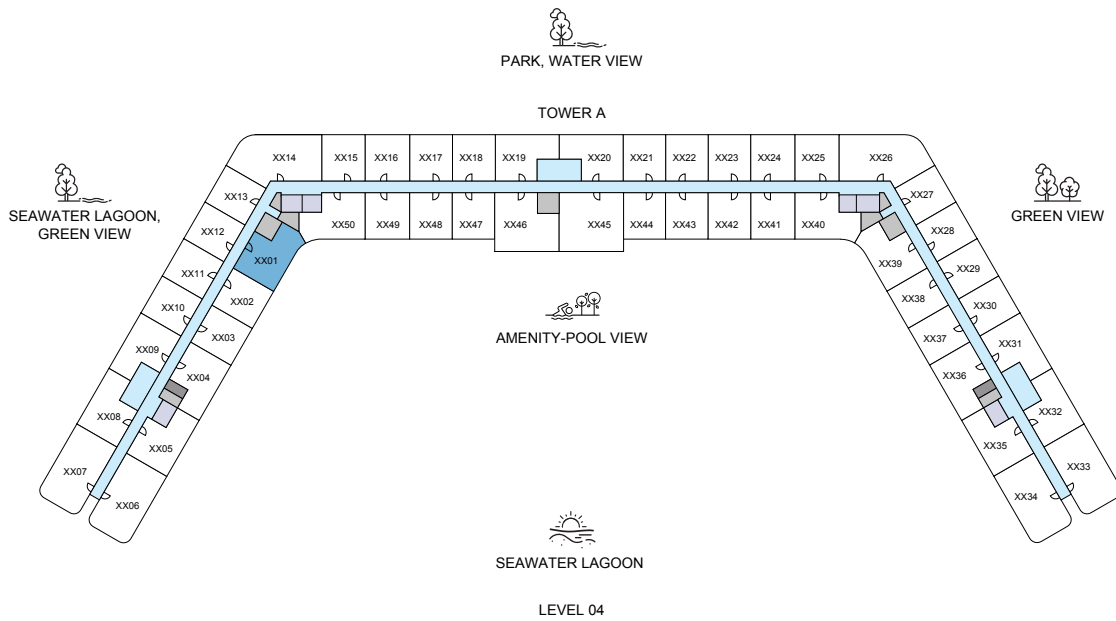 PARK, WATER VIEW
TOWER A
XX14
XX15
XX16
XX17
XX18
XX19
XX20
XX21
XX22
XX23
XX24
XX25
XX26
SEAWATER LAGOON,
GREEN VIEW
GREEN VIEW
XX13
XX12
XX11
XX10
XX09
XX08
XX07
XX01
XX02
XX03
XX04
XX05
XX06
XX50
XX49
XX48
XX47
XX46
XX45
XX44
XX43
XX42
XX41
XX40
XX27
XX28
XX29
XX30
XX31
XX32
XX33
XX39
XX38
XX37
XX36
XX35
XX34
AMENITY-POOL VIEW
SEAWATER LAGOON
LEVEL 04